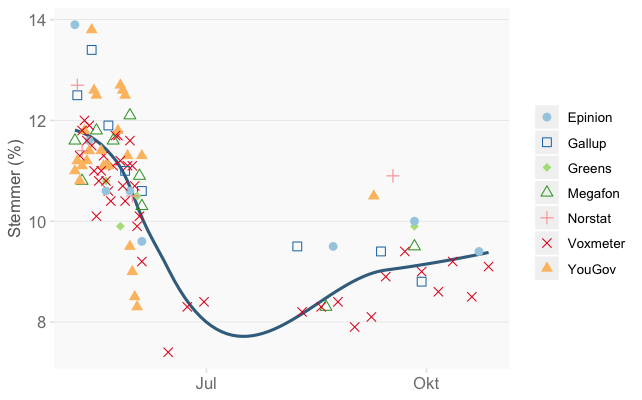 14
12
10
8
Stemmer (%)
Jul
Okt
Epinion
Gallup
Greens
Megafon
Norstat
Voxmeter
YouGov